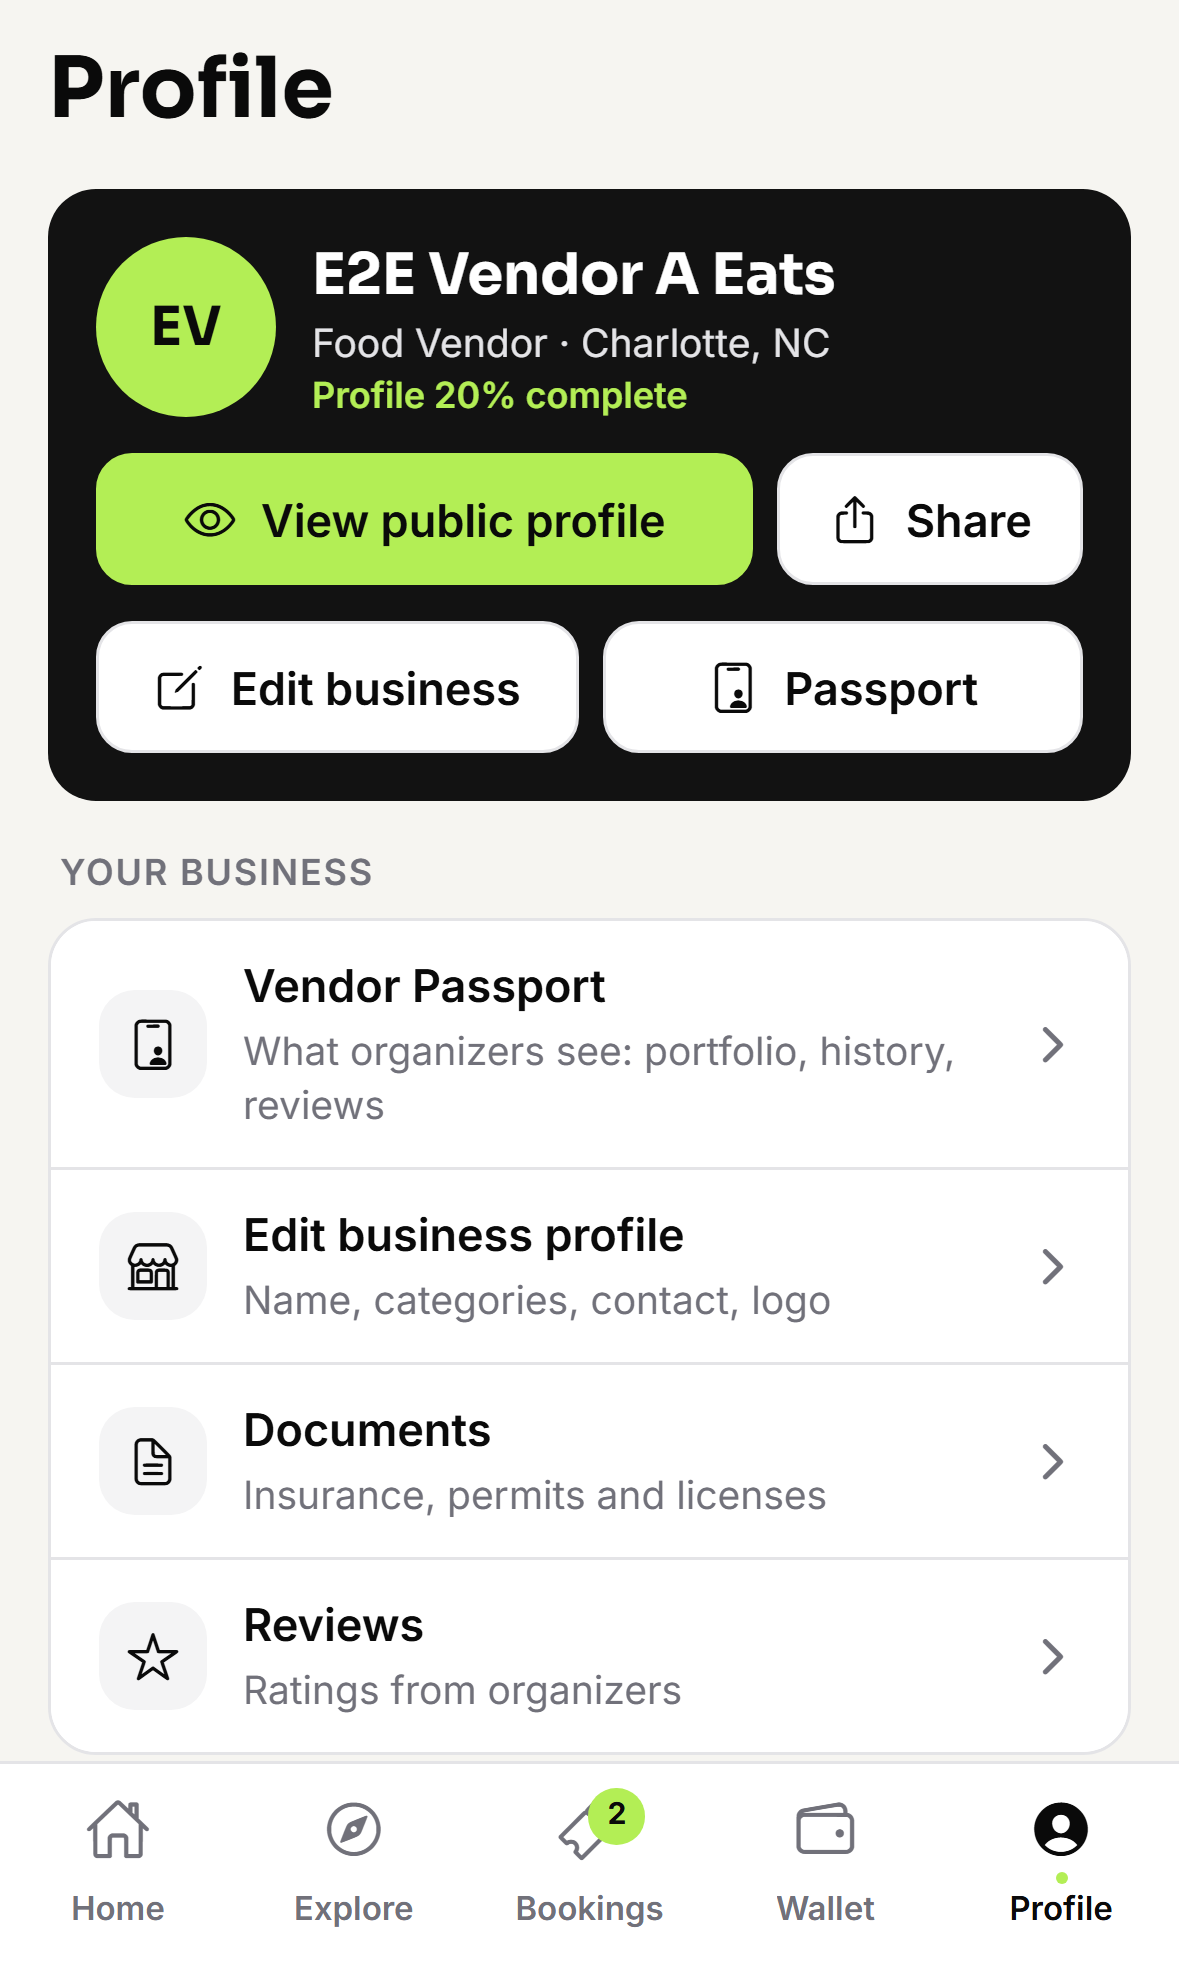 Profile
EV
E2E Vendor A Eats
Food Vendor · Charlotte, NC
Profile 20% complete
View public profile
Share
Edit business
Passport
YOUR BUSINESS
Vendor Passport
What organizers see: portfolio, history,
reviews
Edit business profile
Name, categories, contact, logo
Documents
Insurance, permits and licenses
Reviews
Ratings from organizers
2
Home
Explore
Bookings
Wallet
Profile